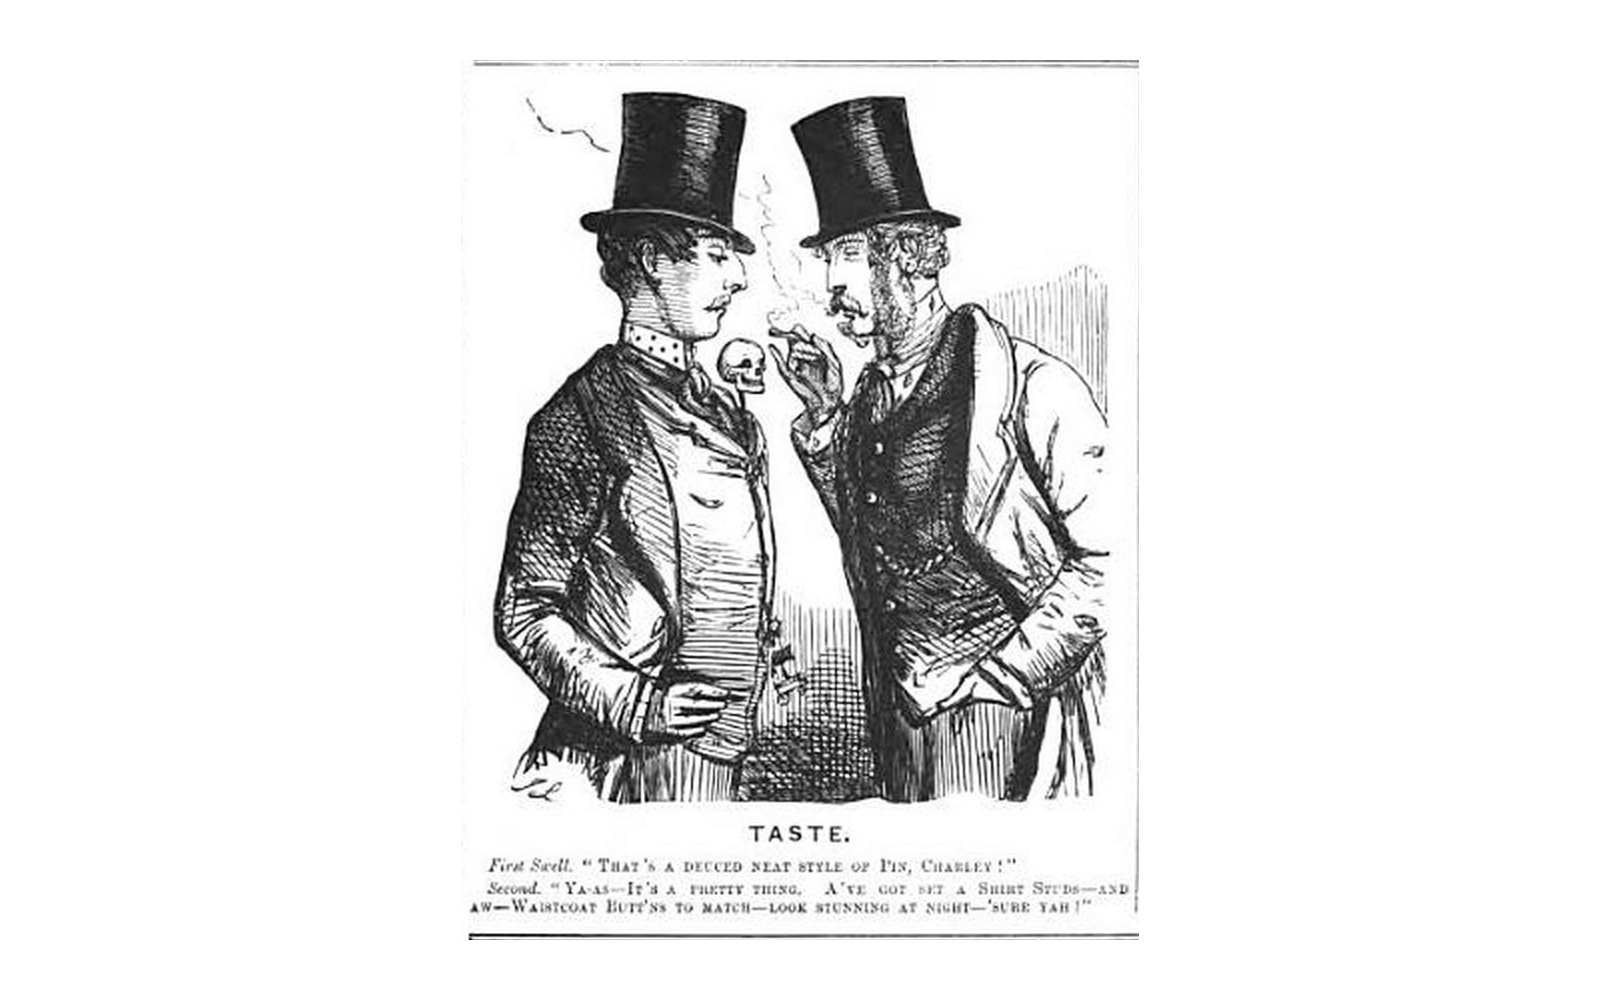 TASTE.
First Swell. "THAT'S A DEUCED NEAT STYLE OF PIN, CHARLEY!"
Second. "YA-AS—IT'S A PRETTY THING. A'VE GOT SET A SHIRT STUDS—AND
AW—WAISTCOAT BUTT'NS TO MATCH—LOOK STUNNING AT NIGHT—'SURE YAH!"